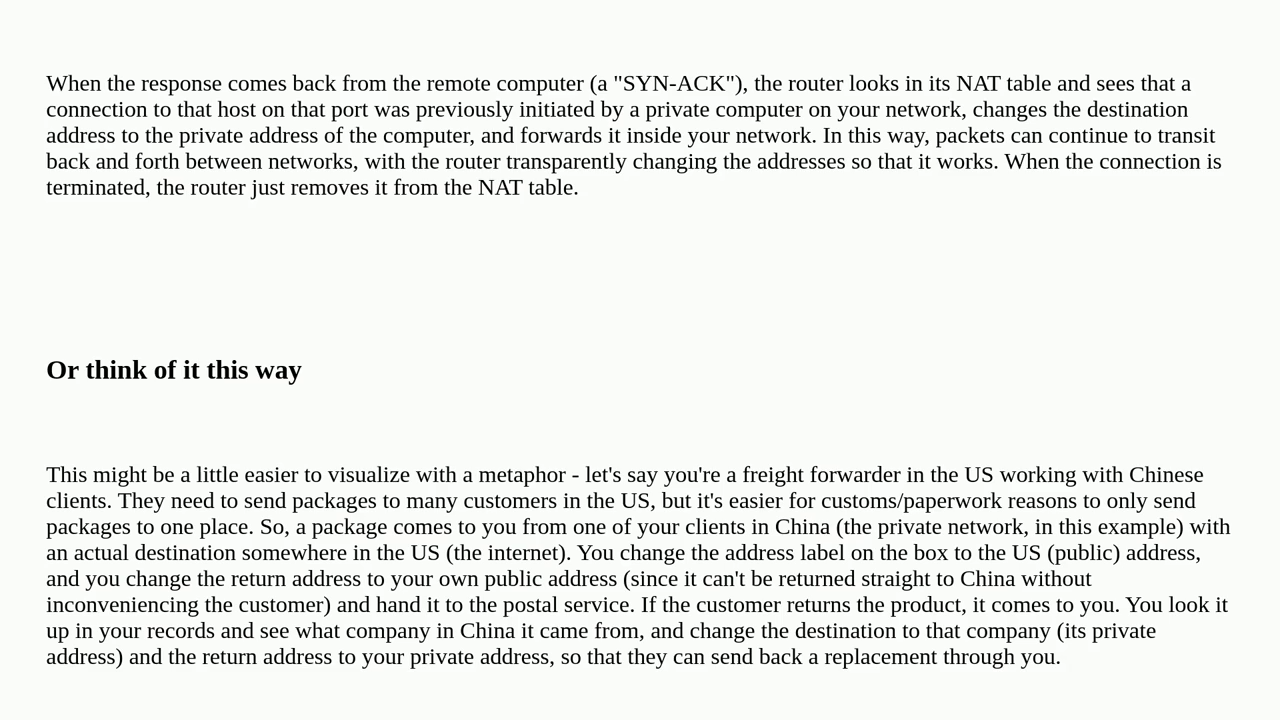 When the response comes back from the remote computer (a "SYN-ACK"), the router looks in its NAT table and sees that a
connection to that host on that port was previously initiated by a private computer on your network, changes the destination
address to the private address of the computer, and forwards it inside your network. In this way, packets can continue to transit
back and forth between networks, with the router transparently changing the addresses so that it works. When the connection is
terminated, the router just removes it from the NAT table.
Or think of it this way
This might be a little easier to visualize with a metaphor - let's say you're a freight forwarder in the US working with Chinese
clients. They need to send packages to many customers in the US, but it's easier for customs/paperwork reasons to only send
packages to one place. So, a package comes to you from one of your clients in China (the private network, in this example) with
an actual destination somewhere in the US (the internet). You change the address label on the box to the US (public) address,
and you change the return address to your own public address (since it can't be returned straight to China without
inconveniencing the customer) and hand it to the postal service. If the customer returns the product, it comes to you. You look it
up in your records and see what company in China it came from, and change the destination to that company (its private
address) and the return address to your private address, so that they can send back a replacement through you.